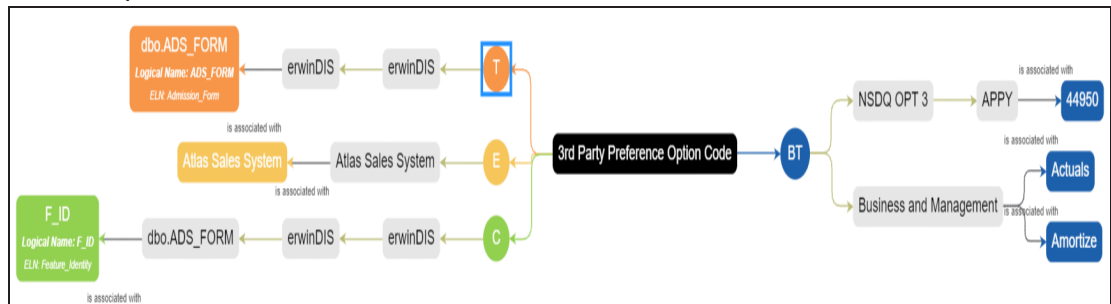 dbo.ADS_FORM
Logical Name: ADS_FORM
ELN: Admission_Form
erwinDIS
erwinDIS
T
is associated with
Atlas Sales System
Atlas Sales System
E
is associated with
F_ID
Logical Name: F_ID
ELN: Feature_Identity
dbo.ADS_FORM
erwinDIS
erwinDIS
C
is associated with
3rd Party Preference Option Code
BT
NSDQ OPT 3
APPY
is associated with
44950
Business and Management
is associated with
Actuals
is associated with
Amortize